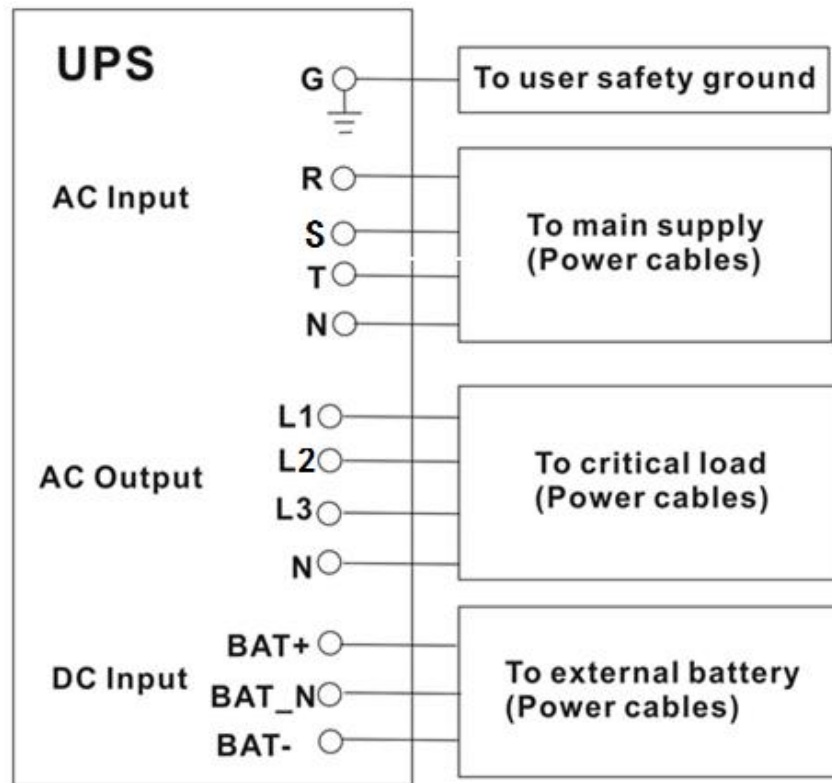 UPS
G
To user safety ground
AC Input
R
S
T
N
To main supply
(Power cables)
AC Output
L1
L2
L3
N
To critical load
(Power cables)
DC Input
BAT+
BAT_N
BAT-
To external battery
(Power cables)